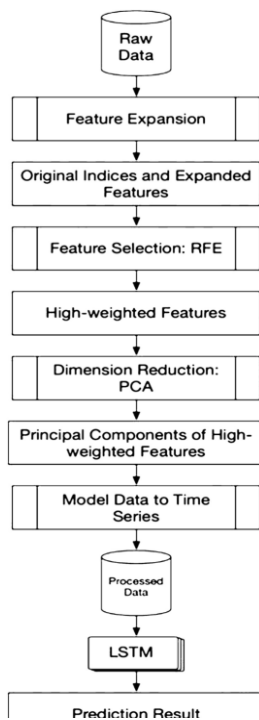 Raw
Data
Feature Expansion
Original Indices and Expanded
Features
Feature Selection: RFE
High-weighted Features
Dimension Reduction:
PCA
Principal Components of High-
weighted Features
Model Data to Time
Series
Processed
Data
LSTM
Prediction Result